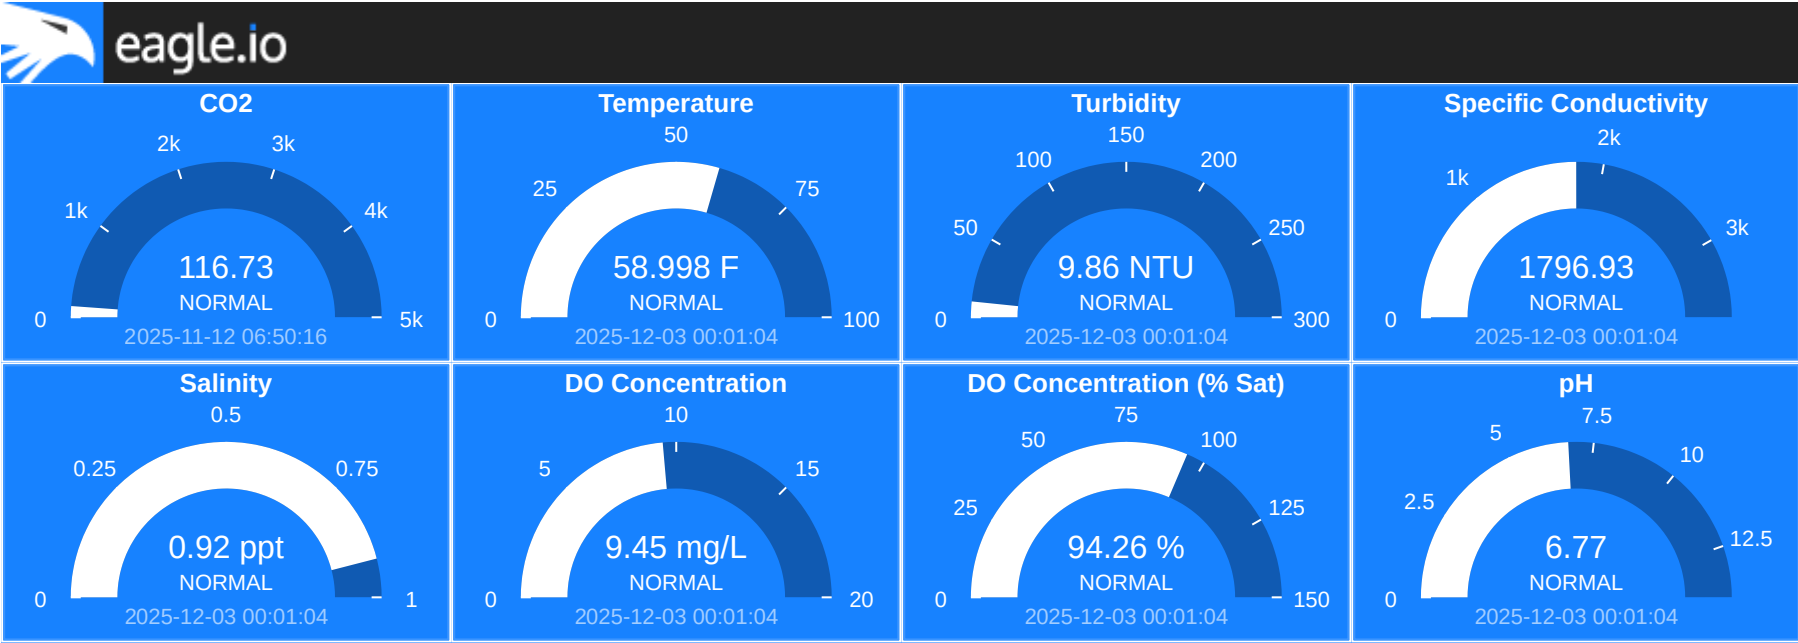 eagle.io
CO2
0
1k
2k
3k
4k
5k
116.73
NORMAL
2025-11-12 06:50:16
Temperature
0
25
50
75
100
58.998 F
NORMAL
2025-12-03 00:01:04
Turbidity
0
50
100
150
200
250
300
9.86 NTU
NORMAL
2025-12-03 00:01:04
Specific Conductivity
0
1k
2k
3k
1796.93
NORMAL
2025-12-03 00:01:04
Salinity
0
0.25
0.5
0.75
1
0.92 ppt
NORMAL
2025-12-03 00:01:04
DO Concentration
0
5
10
15
20
9.45 mg/L
NORMAL
2025-12-03 00:01:04
DO Concentration (% Sat)
0
25
50
75
100
125
150
94.26 %
NORMAL
2025-12-03 00:01:04
pH
0
2.5
5
7.5
10
12.5
6.77
NORMAL
2025-12-03 00:01:04